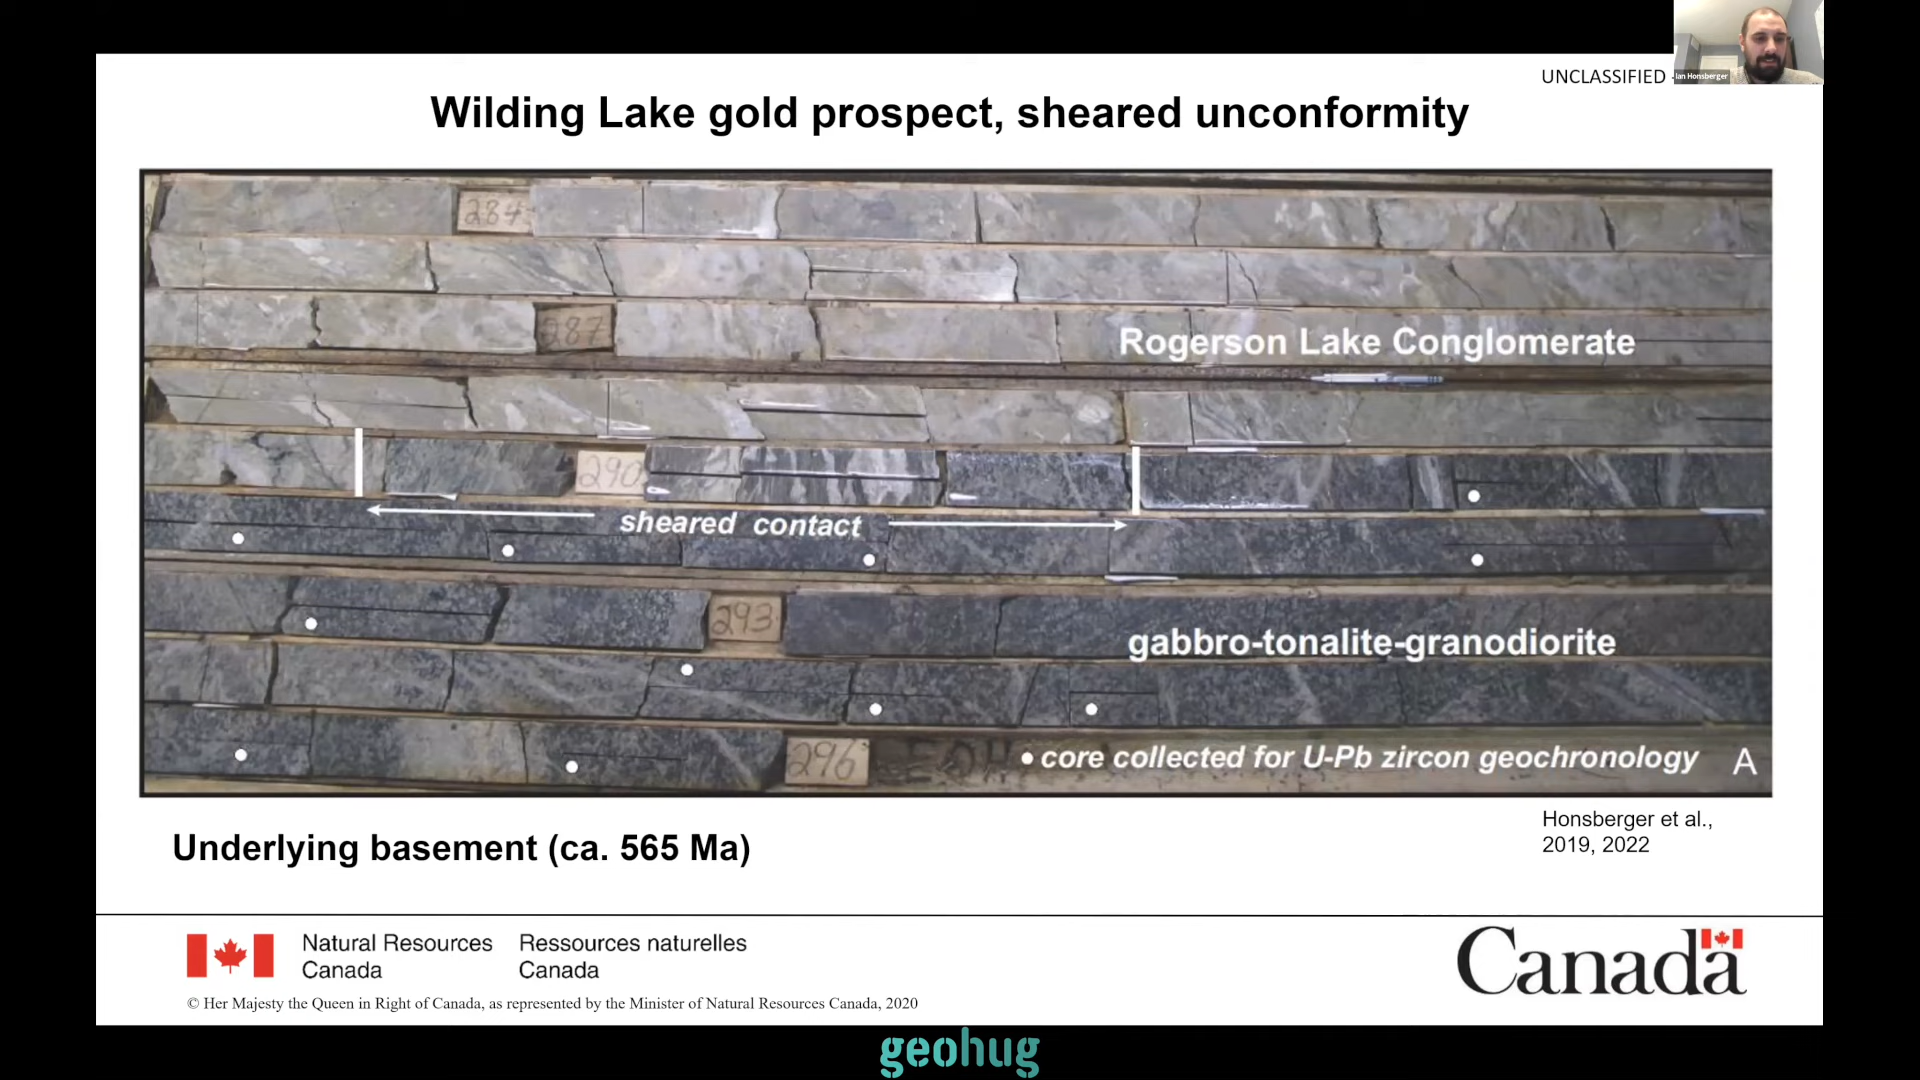 UNCLASSIFIED -
Ian Honsberger
Wilding Lake gold prospect, sheared unconformity
284
287
Rogerson Lake Conglomerate
290
sheared contact
293
gabbro-tonalite-granodiorite
296
core collected for U-Pb zircon geochronology
A
Honsberger et al.,
2019, 2022
Underlying basement (ca. 565 Ma)
Natural Resources
Canada
Ressources naturelles
Canada
Canada
© Her Majesty the Queen in Right of Canada, as represented by the Minister of Natural Resources Canada, 2020
geohug